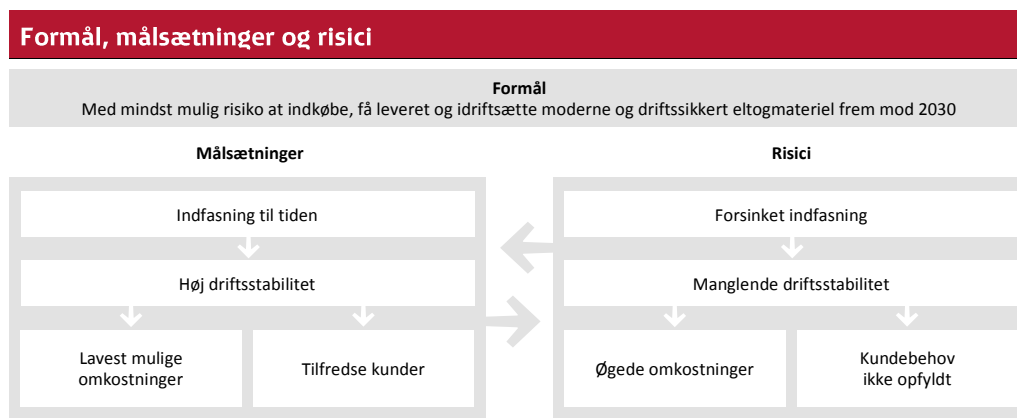 Formål, målsætninger og risici
Formål
Med mindst mulig risiko at indkøbe, få leveret og idriftsætte moderne og driftssikkert eltogmateriel frem mod 2030
Målsætninger
Indfasning til tiden
Høj driftsstabilitet
Lavest mulige
omkostninger
Tilfredse kunder
Risici
Forsinket indfasning
Manglende driftsstabilitet
Øgede omkostninger
Kundebehov
ikke opfyldt